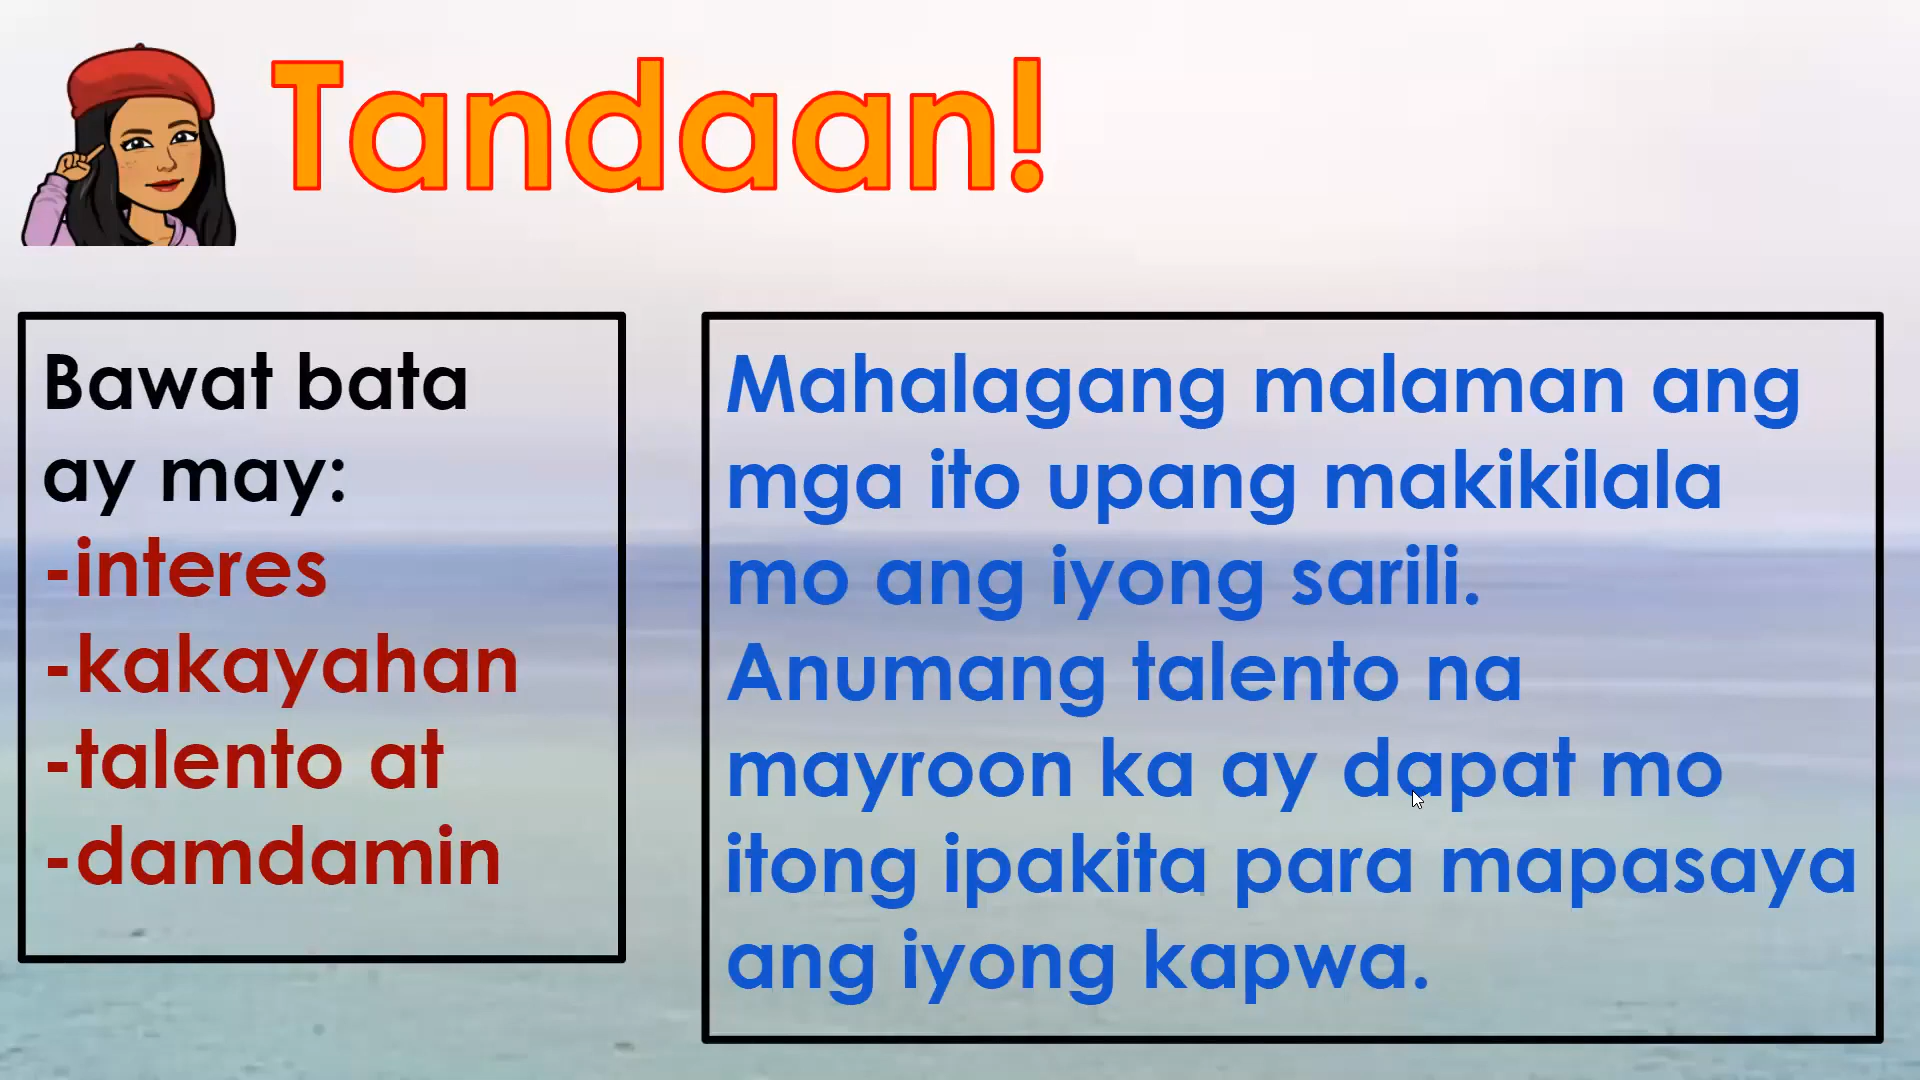 Tandaan!
Bawat bata
ay may:
-interes
-kakayahan
-talento at
-damdamin
Mahalagang malaman ang
mga ito upang makikilala
mo ang iyong sarili.
Anumang talento na
mayroon ka ay dapat mo
itong ipakita para mapasaya
ang iyong kapwa.